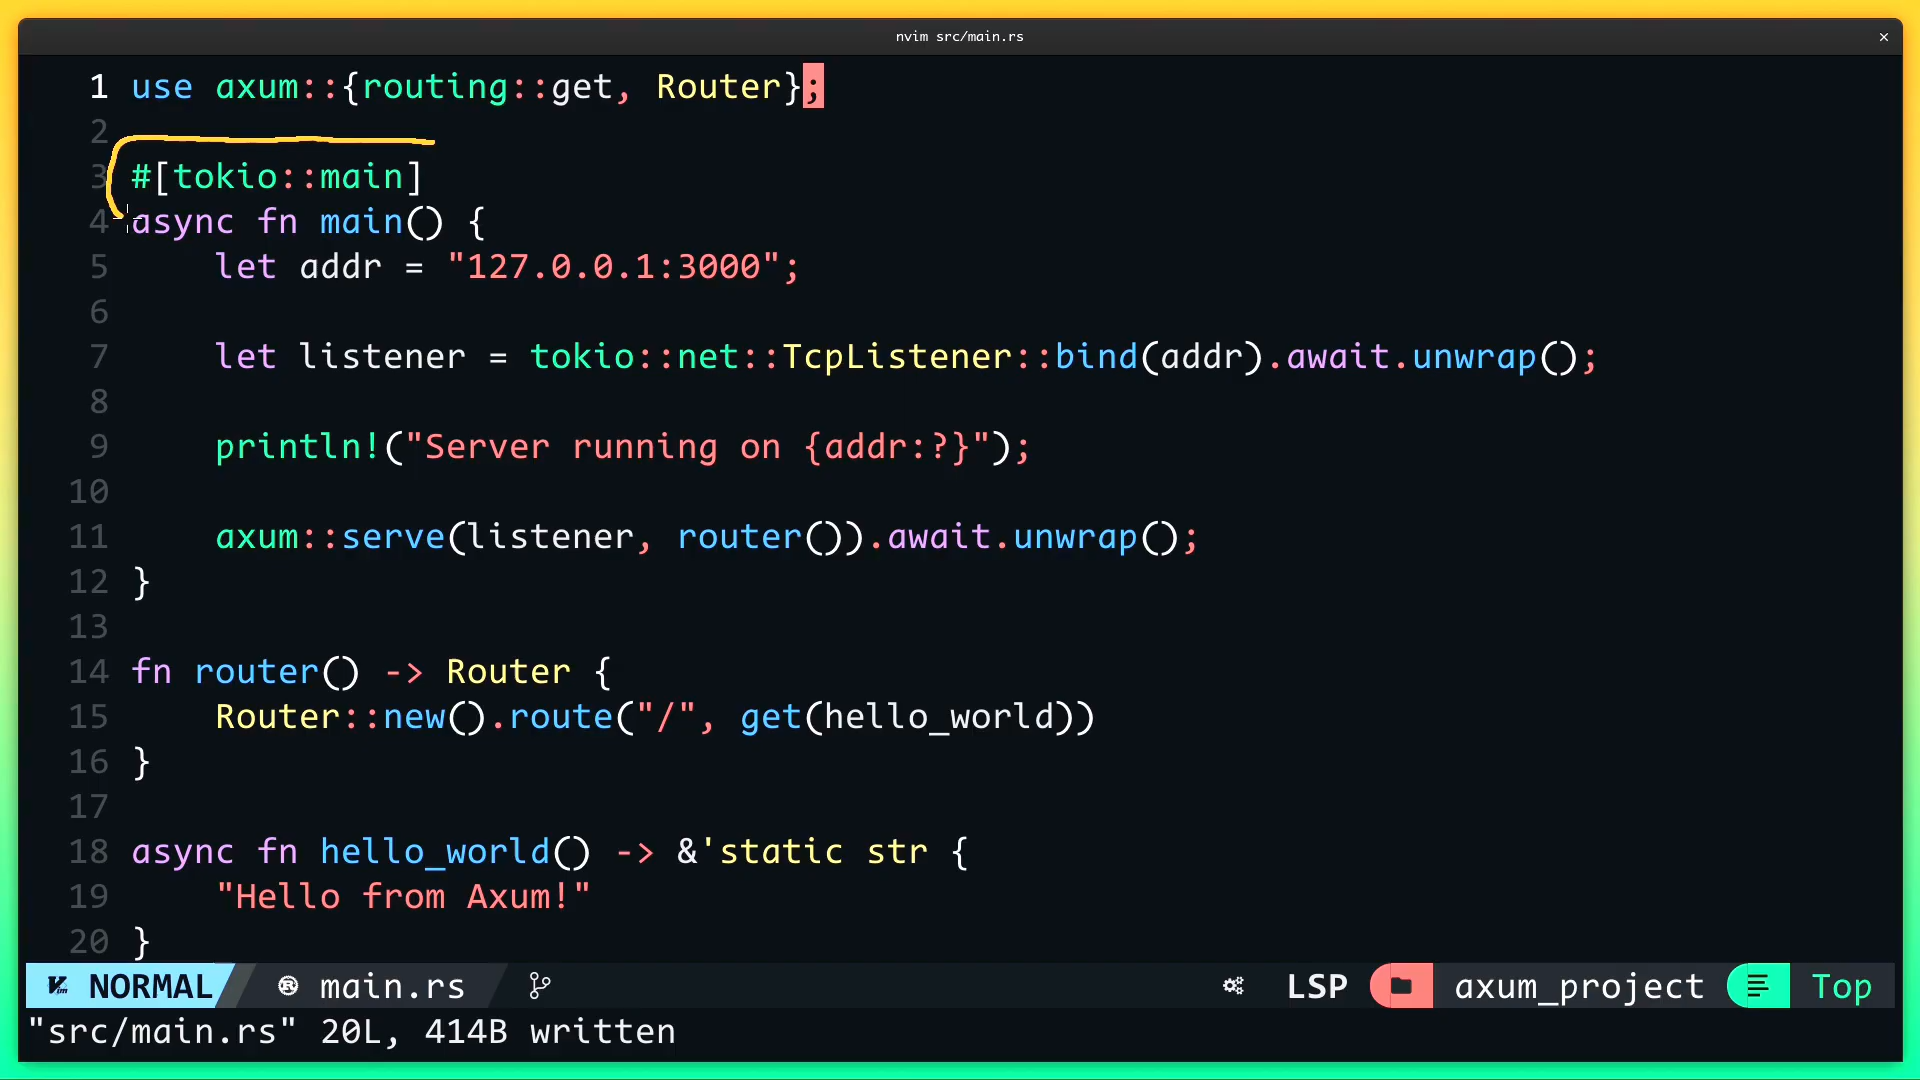 nvim src/main.rs ×
1 use axum::{routing::get, Router};
2
3 #[tokio::main]
4 async fn main() {
5     let addr = "127.0.0.1:3000";
6
7     let listener = tokio::net::TcpListener::bind(addr).await.unwrap();
8
9     println!("Server running on {addr:?}");
10
11     axum::serve(listener, router()).await.unwrap();
12 }
13
14 fn router() -> Router {
15     Router::new().route("/", get(hello_world))
16 }
17
18 async fn hello_world() -> &'static str {
19     "Hello from Axum!"
20 }
NORMAL main.rs LSP axum_project Top
"src/main.rs" 20L, 414B written